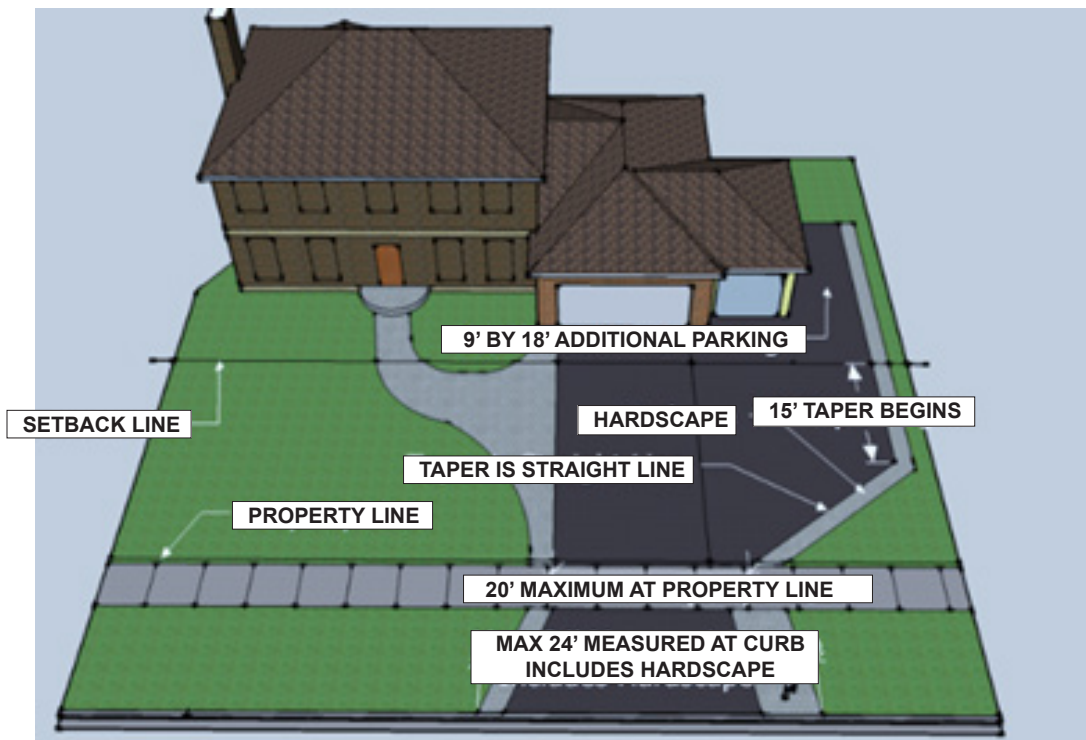 9’ BY 18’ ADDITIONAL PARKING
SETBACK LINE
HARDSCAPE
15’ TAPER BEGINS
TAPER IS STRAIGHT LINE
PROPERTY LINE
20’ MAXIMUM AT PROPERTY LINE
MAX 24’ MEASURED AT CURB
INCLUDES HARDSCAPE